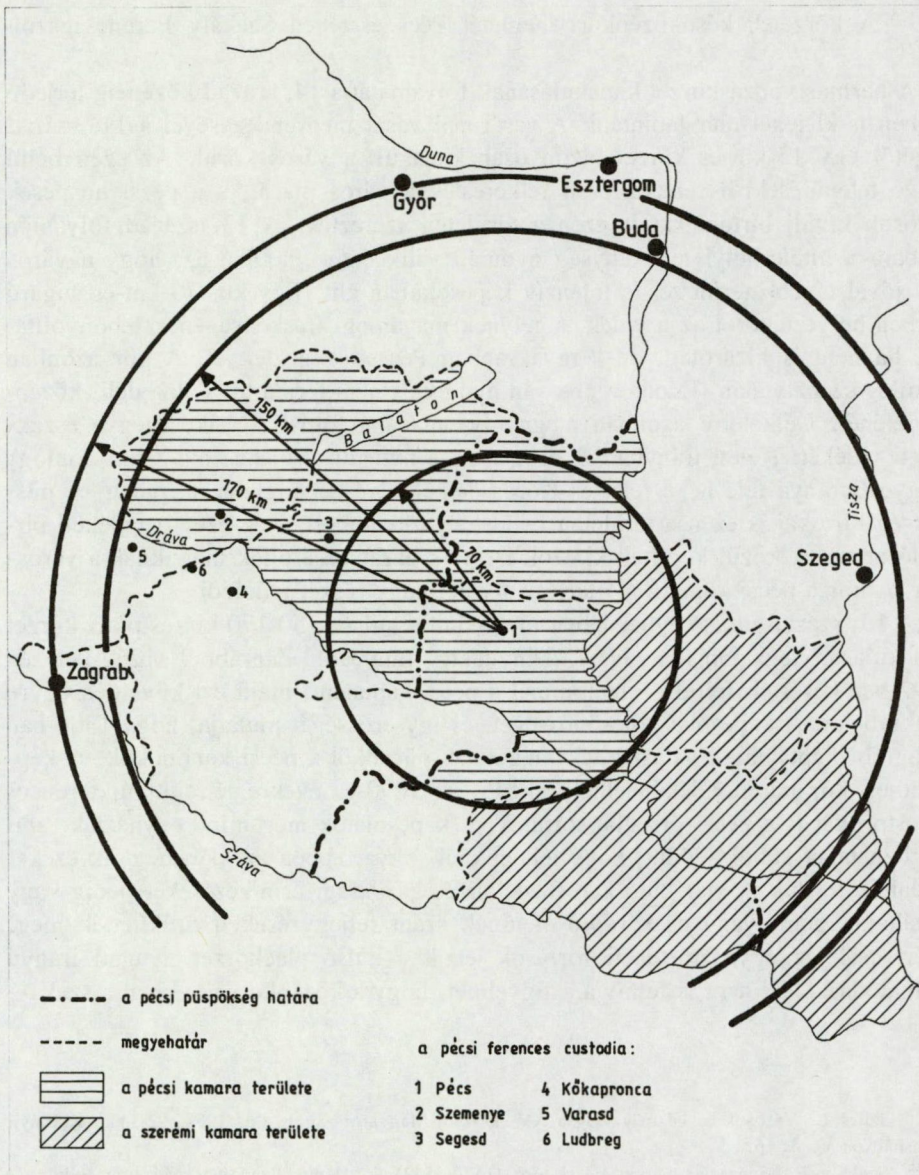 Duna
Győr
Esztergom
Buda
Balaton
150 km
170 km
70 km
Tisza
Szeged
2
3
Dráva
5
6
4
1
Zágráb
Száva
a pécsi püspökség határa
megyehatár
a pécsi kamara területe
a szerémi kamara területe
a pécsi ferences custodia:
1 Pécs
2 Szemenye
3 Segesd
4 Kőkapronca
5 Varasd
6 Ludbreg